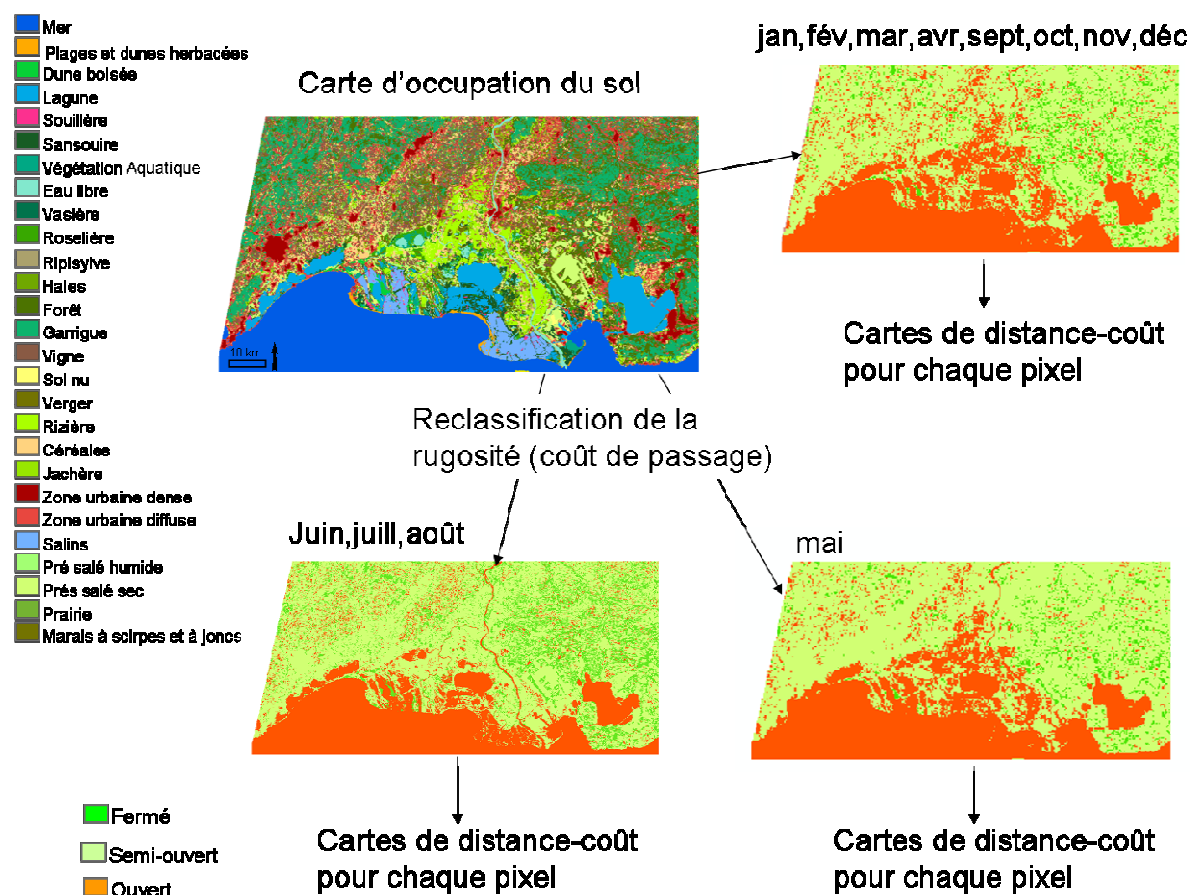 Mer
Plages et dunes herbacées
Dune boisée
Lagune
Souillère
Sansouire
Végétation Aquatique
Eau libre
Vasière
Roselière
Ripisylve
Haies
Forêt
Garrigue
Vigne
Sol nu
Verger
Rizière
Céréales
Jachère
Zone urbaine dense
Zone urbaine diffuse
Salins
Pré salé humide
Prés salé sec
Prairie
Marais à scirpes et à joncs
Carte d'occupation du sol
10 km
jan,fév,mar,avr,sept,oct,nov,déc
Cartes de distance-coût
pour chaque pixel
Reclassification de la
rugosité (coût de passage)
Juin,juill,août
mai
Fermé
Semi-ouvert
Ouvert
Cartes de distance-coût
pour chaque pixel
Cartes de distance-coût
pour chaque pixel